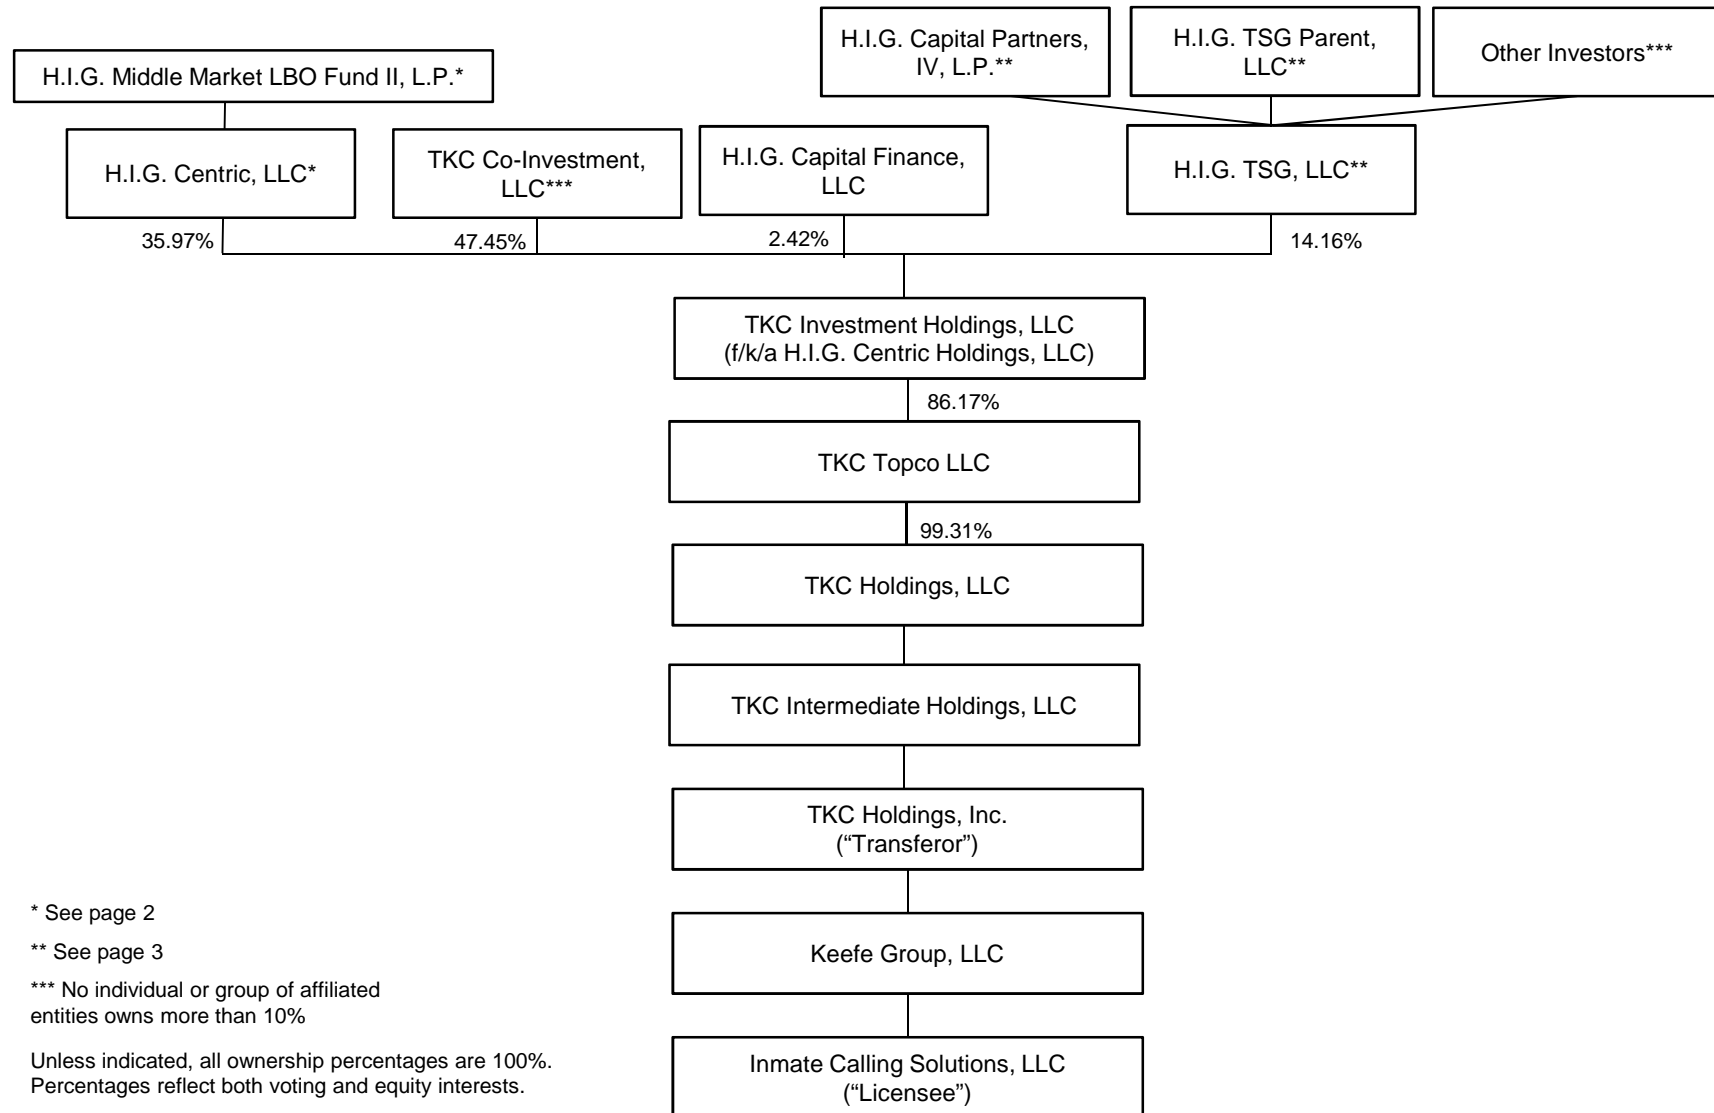 H.I.G. Middle Market LBO Fund II, L.P.*
H.I.G. Capital Partners,
IV, L.P.**
H.I.G. TSG Parent,
LLC**
Other Investors***
H.I.G. Centric, LLC*
TKC Co-Investment,
LLC***
H.I.G. Capital Finance,
LLC
H.I.G. TSG, LLC**
35.97%
47.45%
2.42%
14.16%
TKC Investment Holdings, LLC
(f/k/a H.I.G. Centric Holdings, LLC)
86.17%
TKC Topco LLC
99.31%
TKC Holdings, LLC
TKC Intermediate Holdings, LLC
TKC Holdings, Inc.
(“Transferor”)
Keefe Group, LLC
Inmate Calling Solutions, LLC
(“Licensee”)
* See page 2
** See page 3
*** No individual or group of affiliated
entities owns more than 10%
Unless indicated, all ownership percentages are 100%.
Percentages reflect both voting and equity interests.